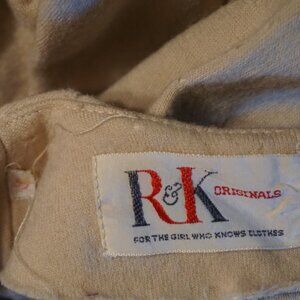 R&K ORIGINALS
FOR THE GIRL WHO KNOWS CLOTHES